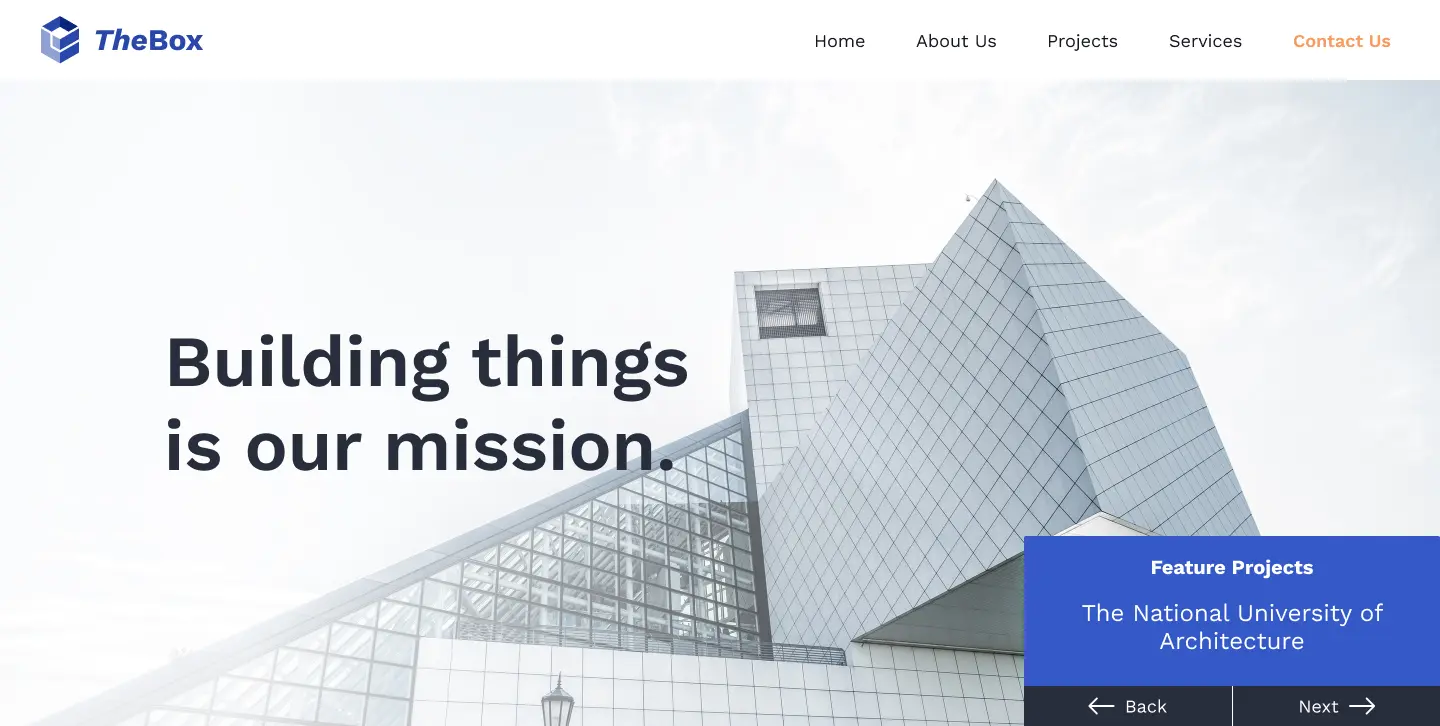 TheBox
Home
About Us
Projects
Services
Contact Us
Building things
is our mission.
Feature Projects
The National University of
Architecture
Back
Next